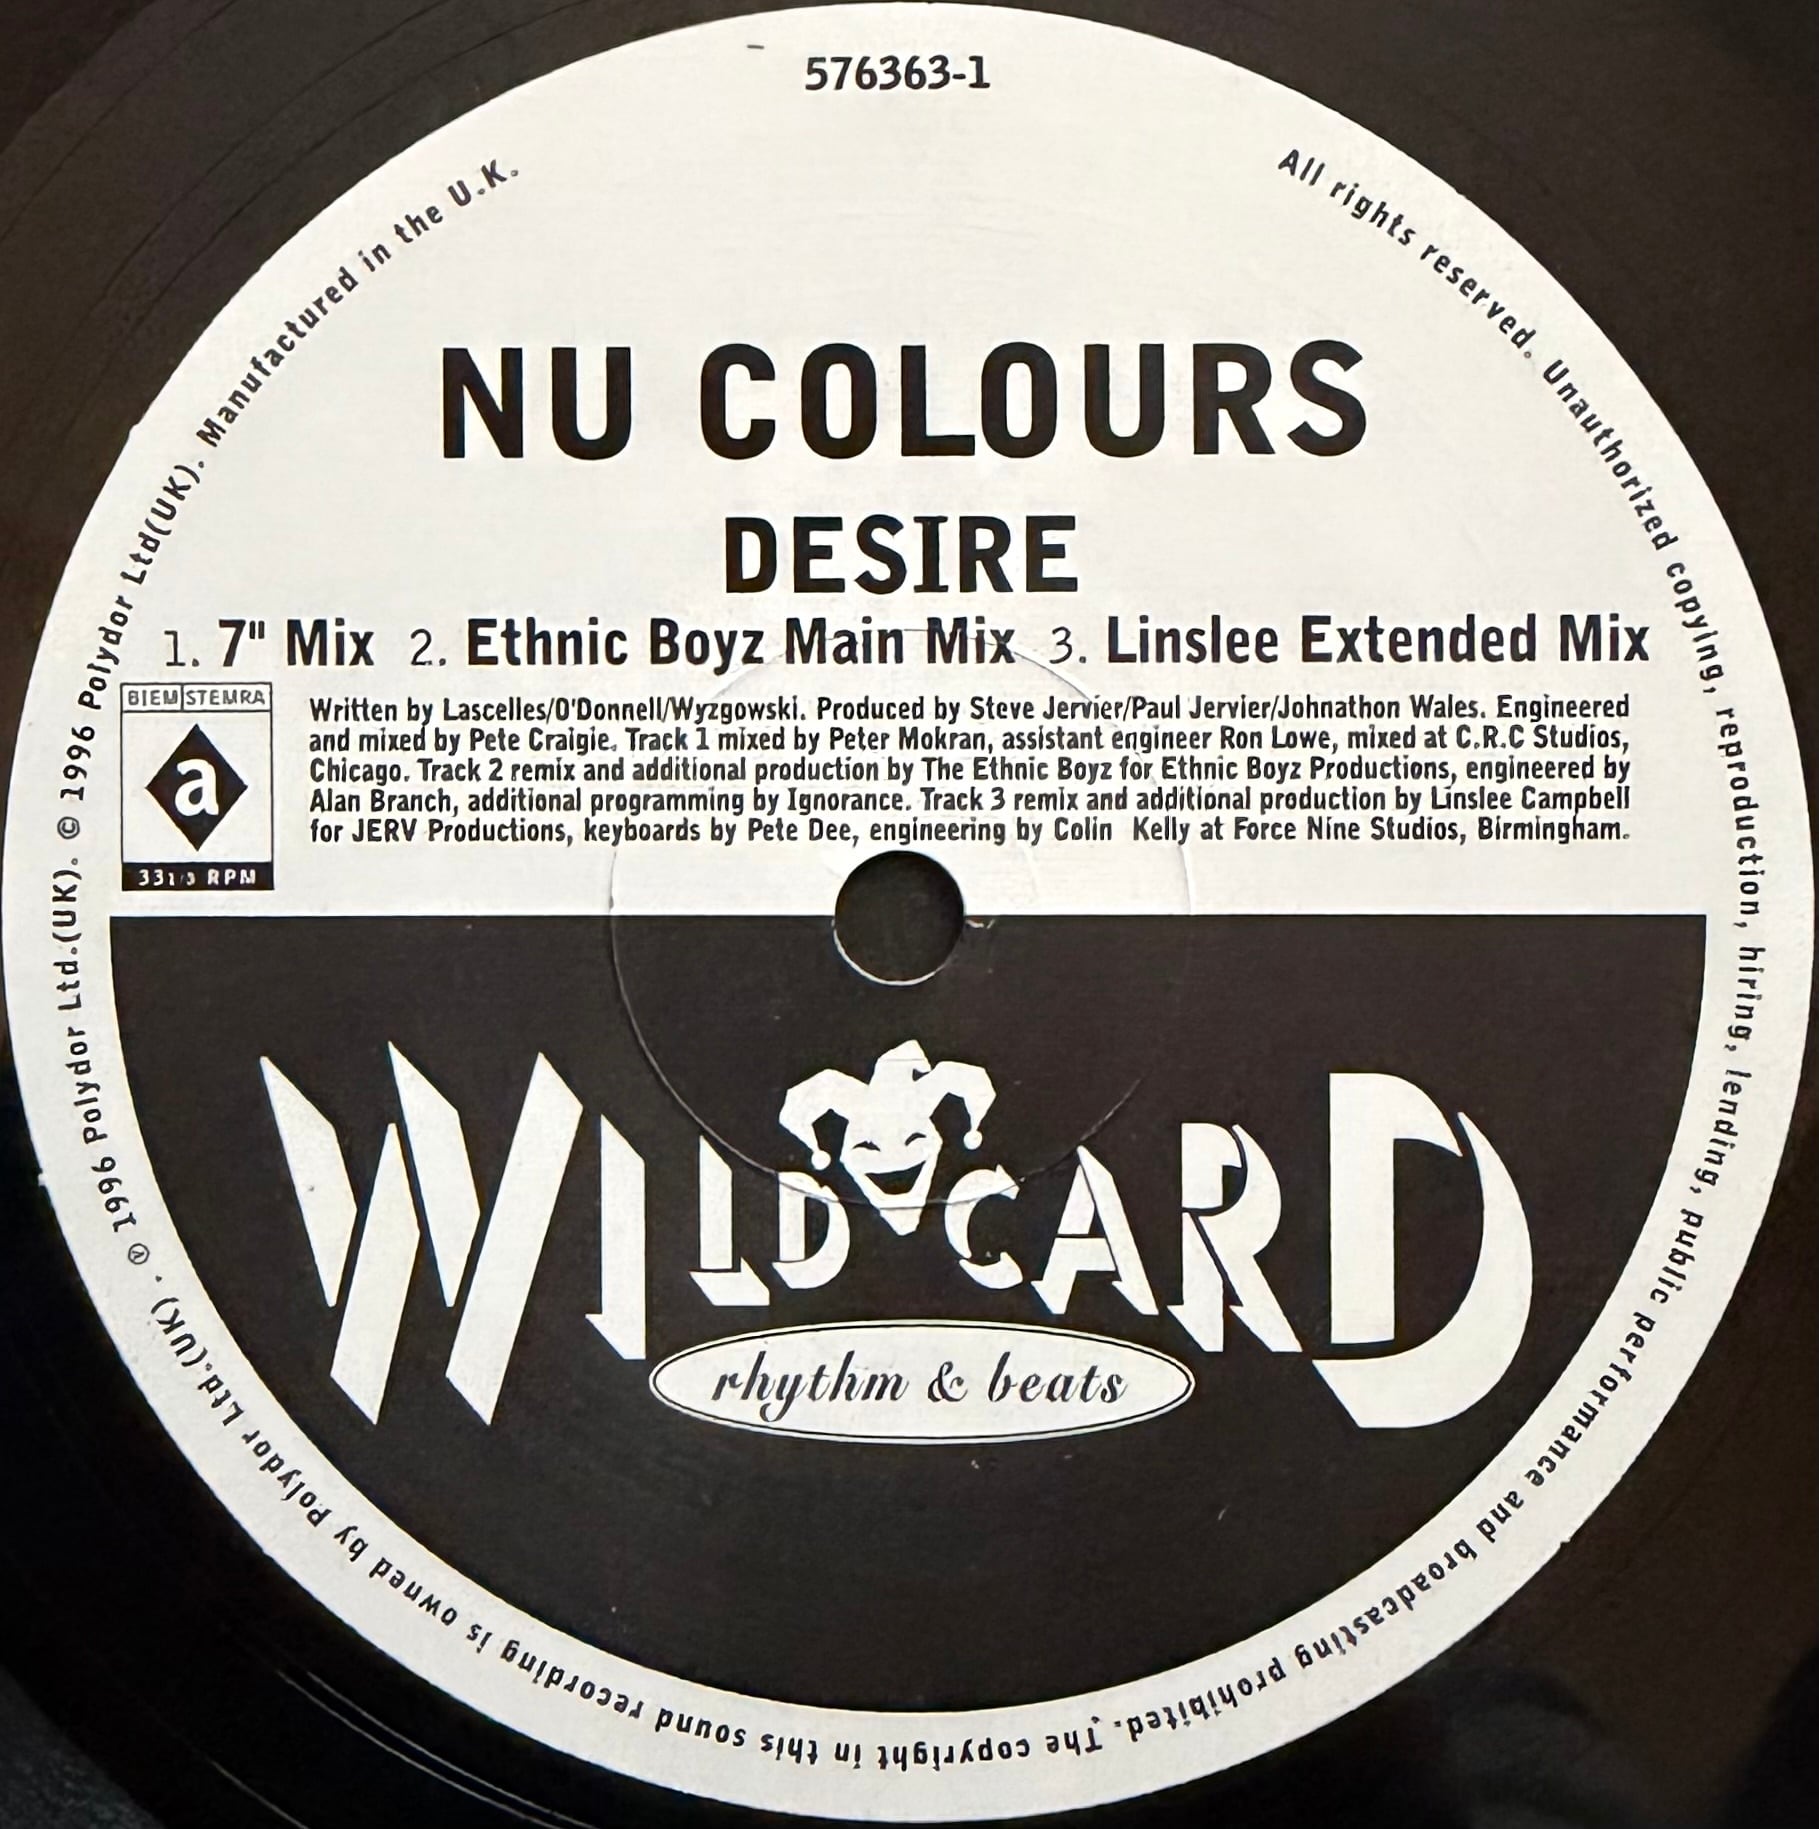 576363-1
NU COLOURS
DESIRE
1. 7" Mix 2. Ethnic Boyz Main Mix 3. Linslee Extended Mix
BIEM STEMRA
a
33 1/3 RPM
Written by Lascelles/O'Donnell/Wyzgowski. Produced by Steve Jervier/Paul Jervier/Johnathon Wales. Engineered
and mixed by Pete Craigie. Track 1 mixed by Peter Mokran, assistant engineer Ron Lowe, mixed at C.R.C Studios,
Chicago. Track 2 remix and additional production by The Ethnic Boyz for Ethnic Boyz Productions, engineered by
Alan Branch, additional programming by Ignorance. Track 3 remix and additional production by Linslee Campbell
for JERV Productions, keyboards by Pete Dee, engineering by Colin Kelly at Force Nine Studios, Birmingham.
WILD CARD
rhythm & beats
All rights reserved. Unauthorized copying, reproduction, hiring, lending, public performance and broadcasting prohibited. The copyright in this sound recording is owned by Polydor Ltd.(UK). ℗ 1996 Polydor Ltd.(UK). © 1996 Polydor Ltd(UK). Manufactured in the U.K.